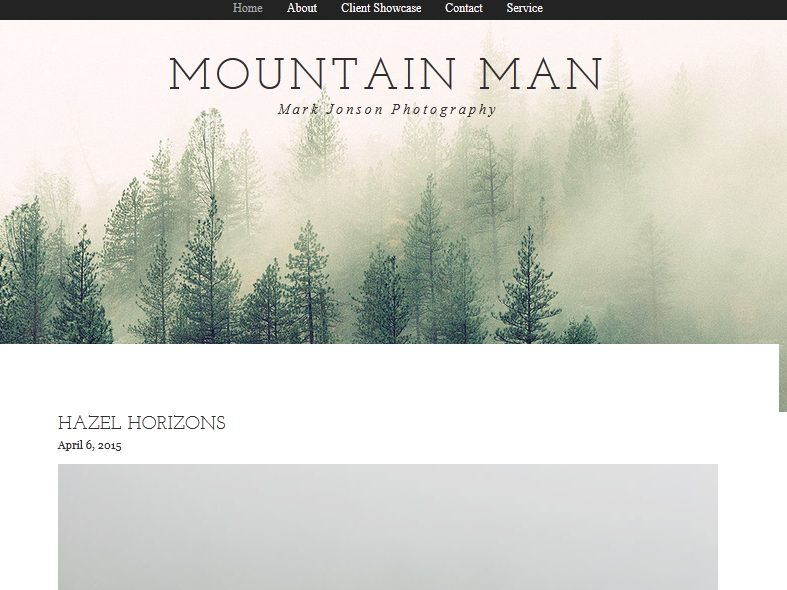 Home About Client Showcase Contact Service
MOUNTAIN MAN
Mark Jonson Photography
HAZEL HORIZONS
April 6, 2015